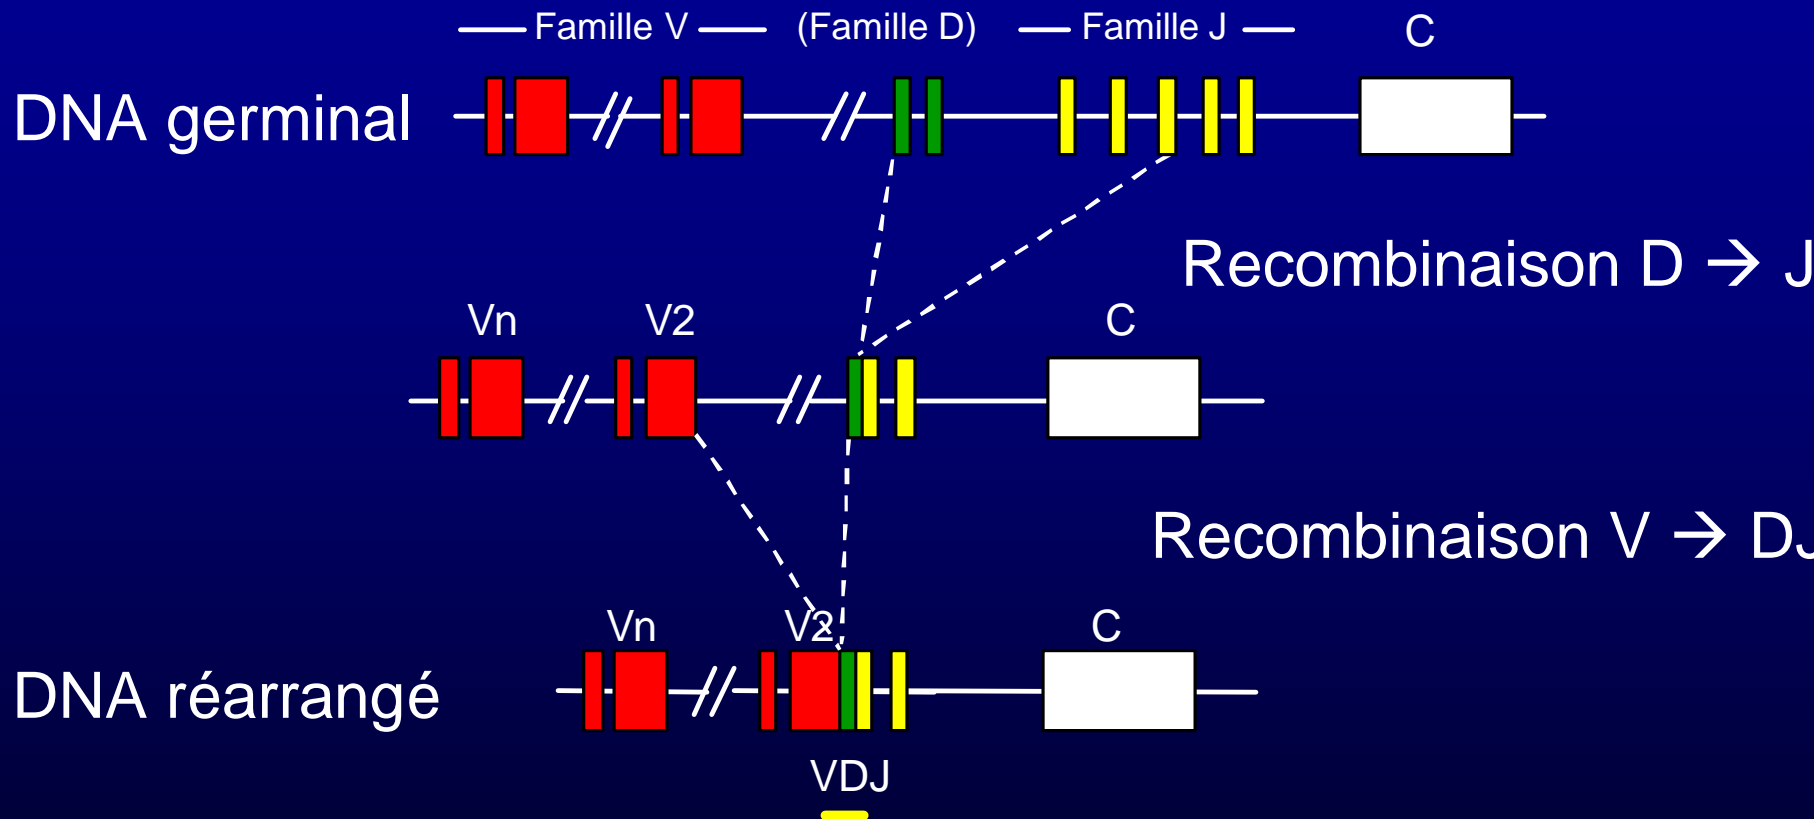 Famille V (Famille D) Famille J C
DNA germinal
Recombinaison D → J
Vn V2 C
Recombinaison V → DJ
Vn V2 C
DNA réarrangé
VDJ